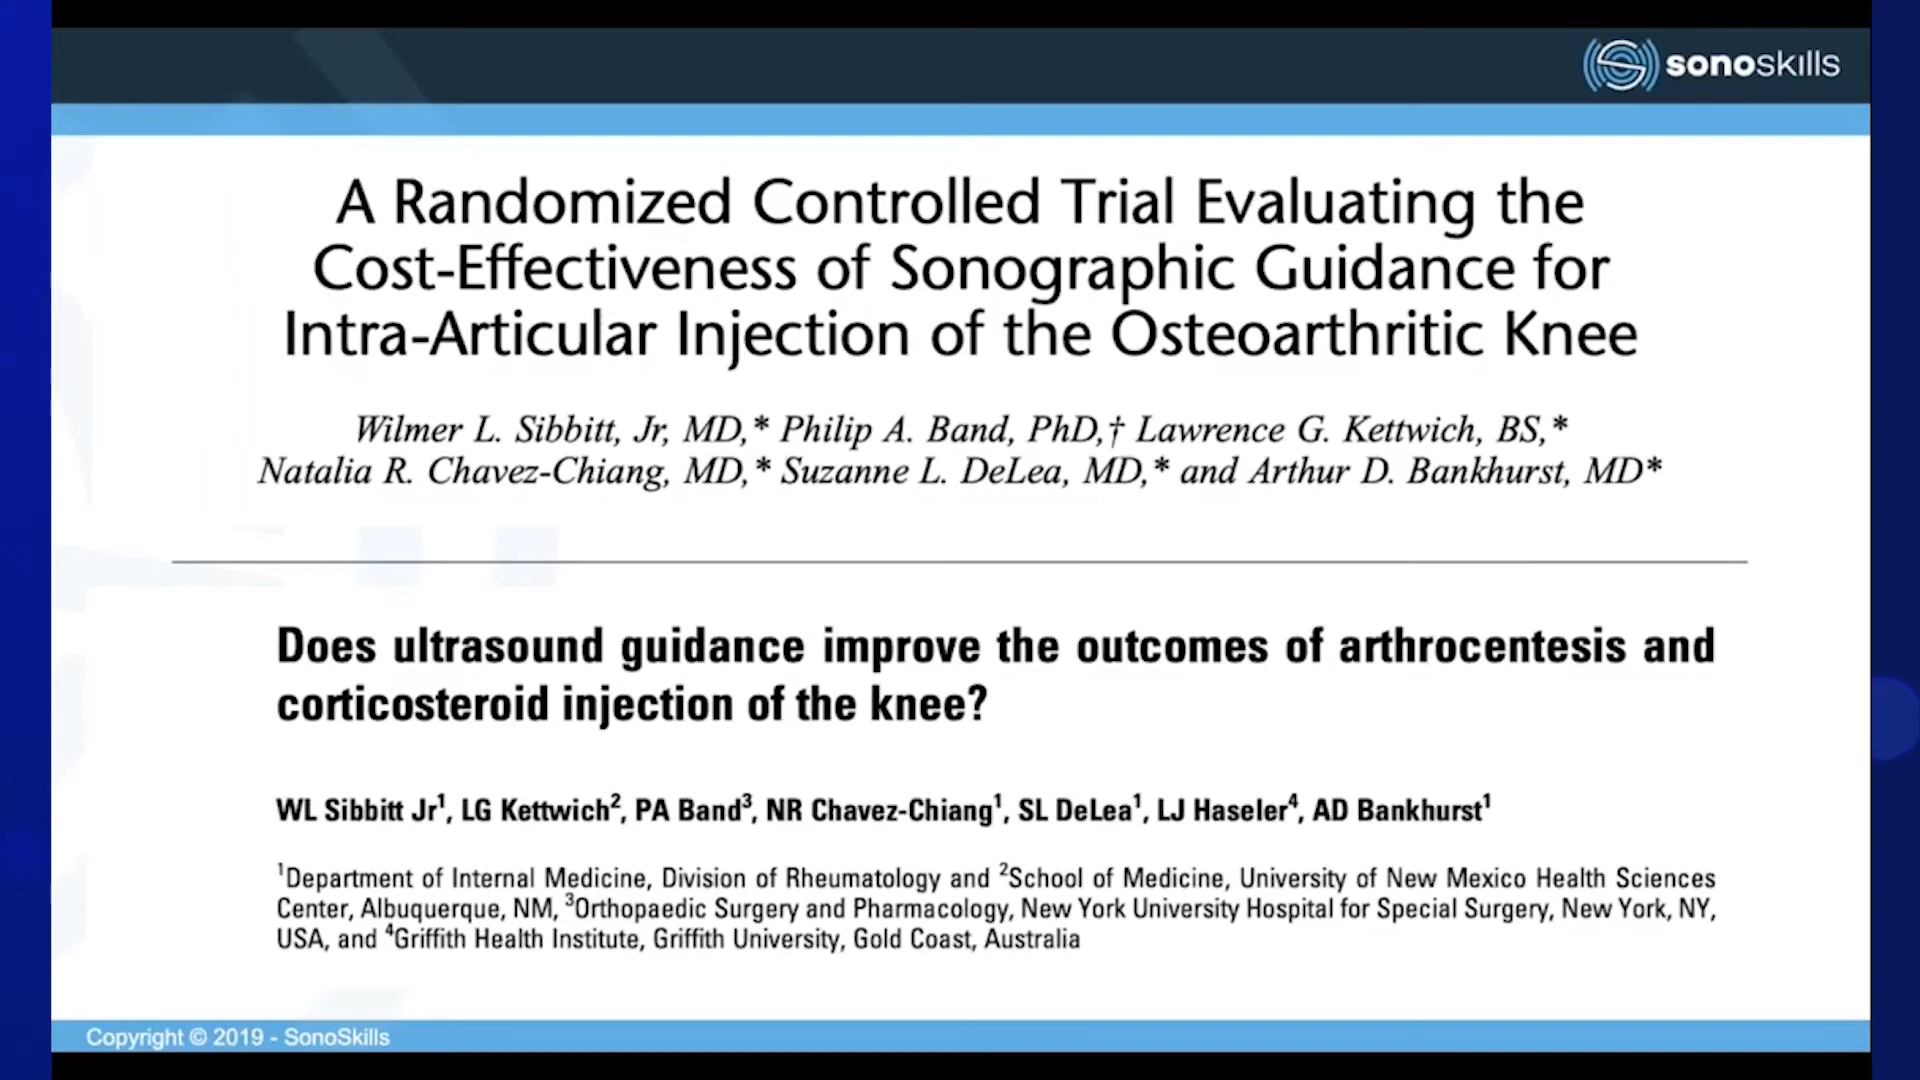 sonoskills
A Randomized Controlled Trial Evaluating the
Cost-Effectiveness of Sonographic Guidance for
Intra-Articular Injection of the Osteoarthritic Knee
Wilmer L. Sibbitt, Jr, MD,* Philip A. Band, PhD,† Lawrence G. Kettwich, BS,*
Natalia R. Chavez-Chiang, MD,* Suzanne L. DeLea, MD,* and Arthur D. Bankhurst, MD*
Does ultrasound guidance improve the outcomes of arthrocentesis and
corticosteroid injection of the knee?
WL Sibbitt Jr¹, LG Kettwich², PA Band³, NR Chavez-Chiang¹, SL DeLea¹, LJ Haseler⁴, AD Bankhurst¹
¹Department of Internal Medicine, Division of Rheumatology and ²School of Medicine, University of New Mexico Health Sciences
Center, Albuquerque, NM, ³Orthopaedic Surgery and Pharmacology, New York University Hospital for Special Surgery, New York, NY,
USA, and ⁴Griffith Health Institute, Griffith University, Gold Coast, Australia
Copyright © 2019 - SonoSkills